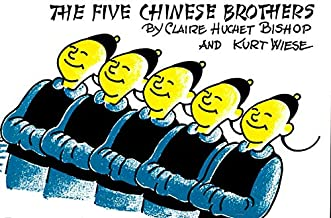 THE FIVE CHINESE BROTHERS
BY CLAIRE HUCHET BISHOP
AND KURT WIESE